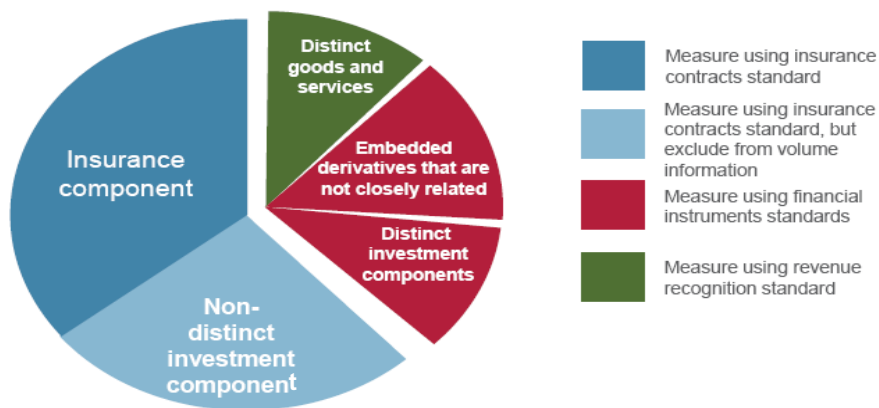 Distinct
goods and
services
Embedded
derivatives that are
not closely related
Distinct
investment
components
Insurance
component
Non-
distinct
investment
component
Measure using insurance
contracts standard
Measure using insurance
contracts standard, but
exclude from volume
information
Measure using financial
instruments standards
Measure using revenue
recognition standard